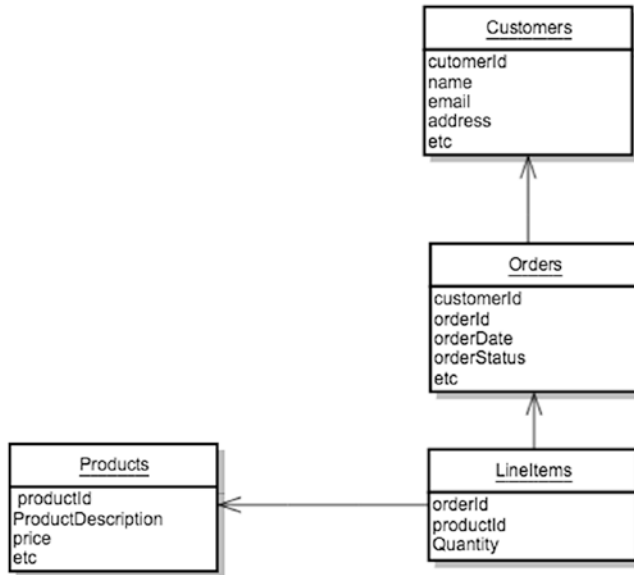 Customers
cutomerId
name
email
address
etc
Orders
customerId
orderId
orderDate
orderStatus
etc
Products
productId
ProductDescription
price
etc
LineItems
orderId
productId
Quantity